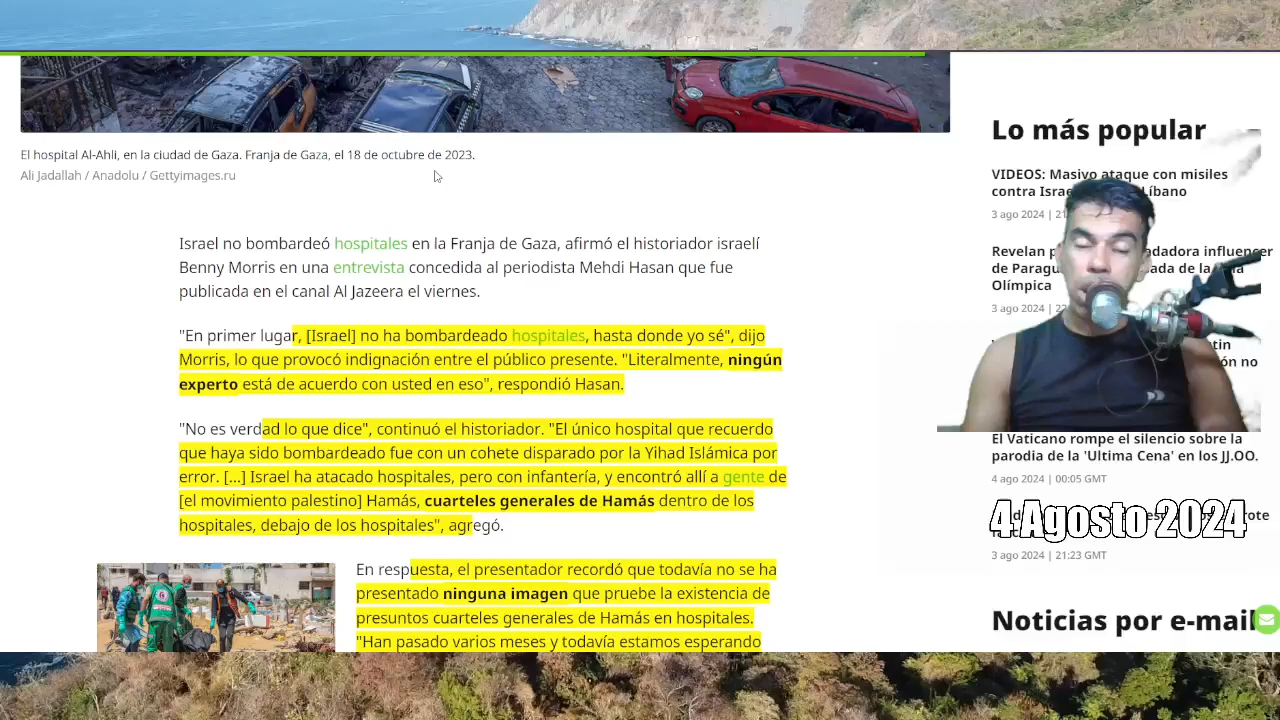 El hospital Al-Ahli, en la ciudad de Gaza. Franja de Gaza, el 18 de octubre de 2023.
Ali Jadallah / Anadolu / Gettyimages.ru
Israel no bombardeó hospitales en la Franja de Gaza, afirmó el historiador israelí
Benny Morris en una entrevista concedida al periodista Mehdi Hasan que fue
publicada en el canal Al Jazeera el viernes.
"En primer lugar, [Israel] no ha bombardeado hospitales, hasta donde yo sé", dijo
Morris, lo que provocó indignación entre el público presente. "Literalmente, ningún
experto está de acuerdo con usted en eso", respondió Hasan.
"No es verdad lo que dice", continuó el historiador. "El único hospital que recuerdo
que haya sido bombardeado fue con un cohete disparado por la Yihad Islámica por
error. [...] Israel ha atacado hospitales, pero con infantería, y encontró allí a gente de
[el movimiento palestino] Hamás, cuarteles generales de Hamás dentro de los
hospitales, debajo de los hospitales", agregó.
En respuesta, el presentador recordó que todavía no se ha
presentado ninguna imagen que pruebe la existencia de
presuntos cuarteles generales de Hamás en hospitales.
"Han pasado varios meses y todavía estamos esperando
Lo más popular
VIDEOS: Masivo ataque con misiles
contra Líbano
3 ago 2024 |
Revelan influencer
de de la
Olímpica
3 ago 2024 |
ón no
El Vaticano rompe el silencio sobre la
parodia de la 'Ultima Cena' en los JJ.OO.
4 ago 2024 | 00:05 GMT
4 Agosto 2024
3 ago 2024 | 21:23 GMT
Noticias por e-mail